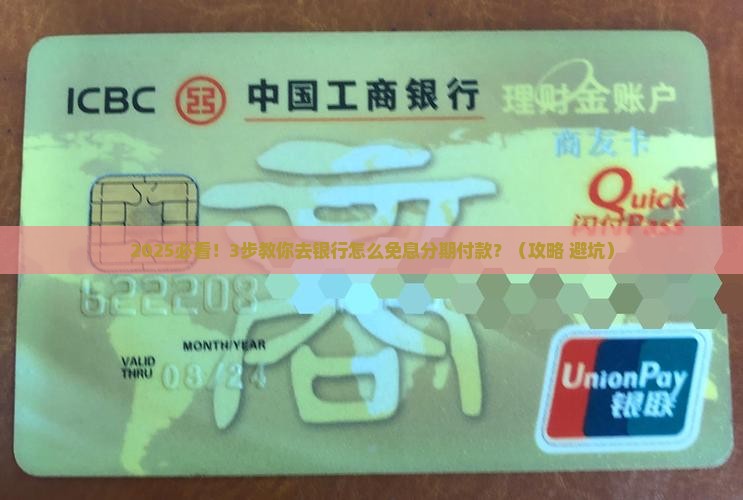 ICBC 中国工商银行 理财金账户
商友卡
Quick
闪付Pass
2025必看！3步教你去银行怎么免息分期付款？（攻略 避坑）
622208
商
MONTH/YEAR
VALID
THRU 03/24
UnionPay
银联